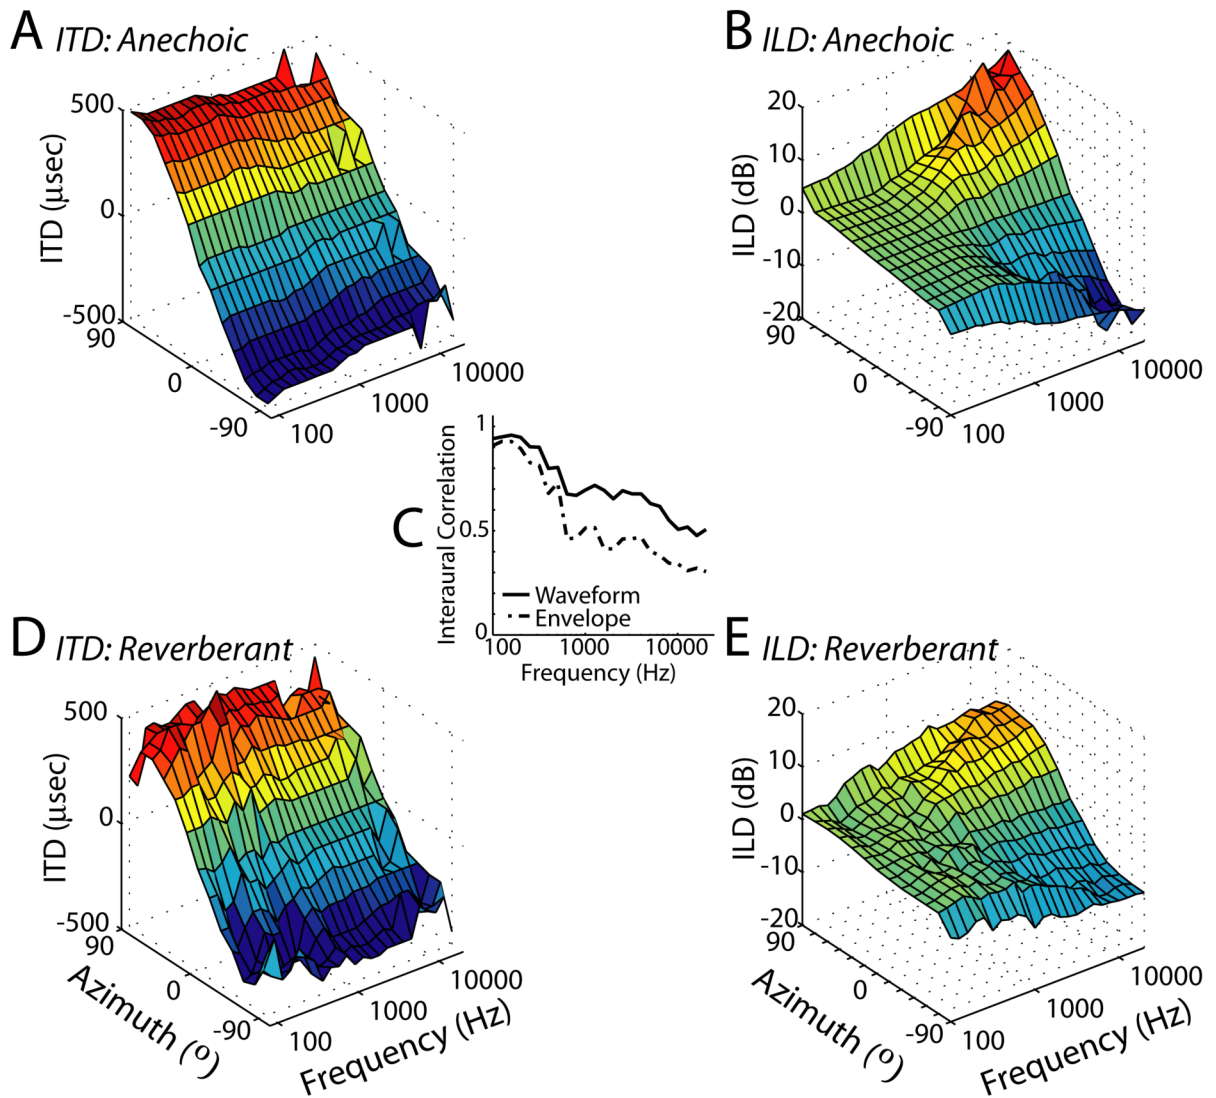 A ITD: Anechoic
500
0
-500
ITD (μsec)
90
0
-90
100
1000
10000
B ILD: Anechoic
20
10
0
-10
-20
ILD (dB)
90
0
-90
100
1000
10000
C
1
0.5
0
Interaural Correlation
Waveform
Envelope
100
1000
10000
Frequency (Hz)
D ITD: Reverberant
500
0
-500
ITD (μsec)
90
0
-90
Azimuth (º)
100
1000
10000
Frequency (Hz)
E ILD: Reverberant
20
10
0
-10
-20
ILD (dB)
90
0
-90
Azimuth (º)
100
1000
10000
Frequency (Hz)